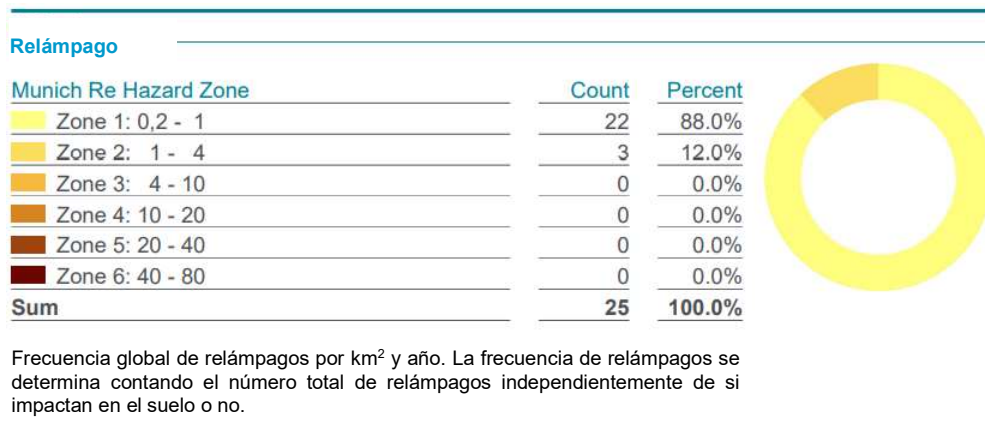 Relámpago
Munich Re Hazard Zone Count Percent
Zone 1: 0,2 - 1 22 88.0%
Zone 2: 1 - 4 3 12.0%
Zone 3: 4 - 10 0 0.0%
Zone 4: 10 - 20 0 0.0%
Zone 5: 20 - 40 0 0.0%
Zone 6: 40 - 80 0 0.0%
Sum 25 100.0%
Frecuencia global de relámpagos por km² y año. La frecuencia de relámpagos se
determina contando el número total de relámpagos independientemente de si
impactan en el suelo o no.